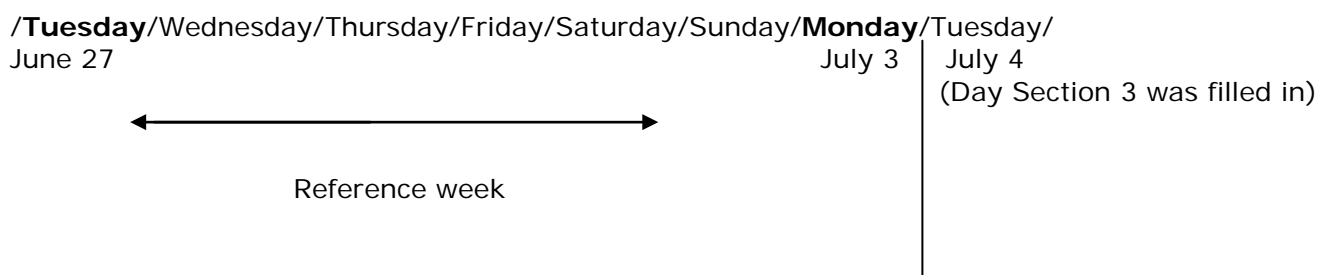 /Tuesday/Wednesday/Thursday/Friday/Saturday/Sunday/Monday/Tuesday/
June 27 July 3 July 4
(Day Section 3 was filled in)
Reference week